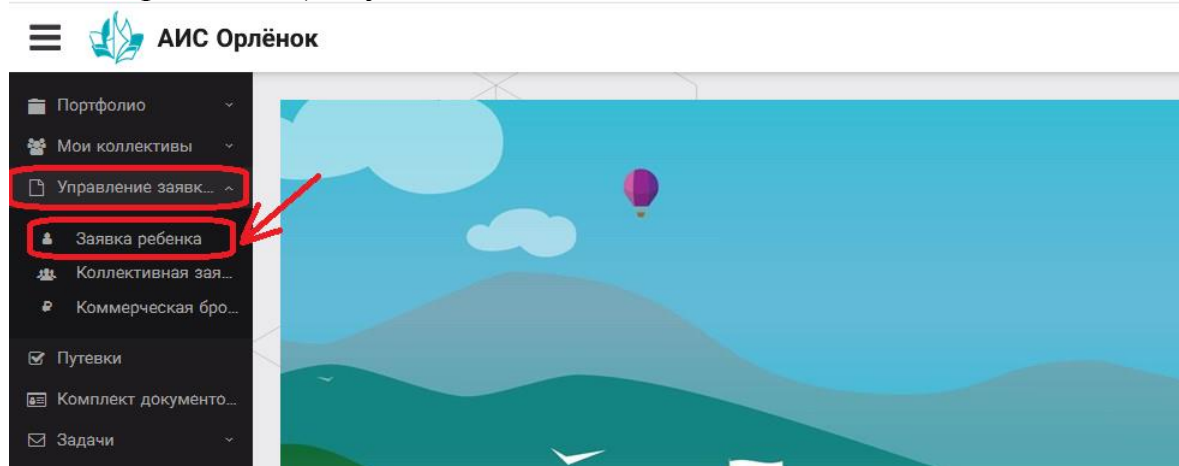 АИС Орлёнок
Портфолио
Мои коллективы
Управление заявк...
Заявка ребенка
Коллективная зая...
Коммерческая бро...
Путевки
Комплект документо...
Задачи